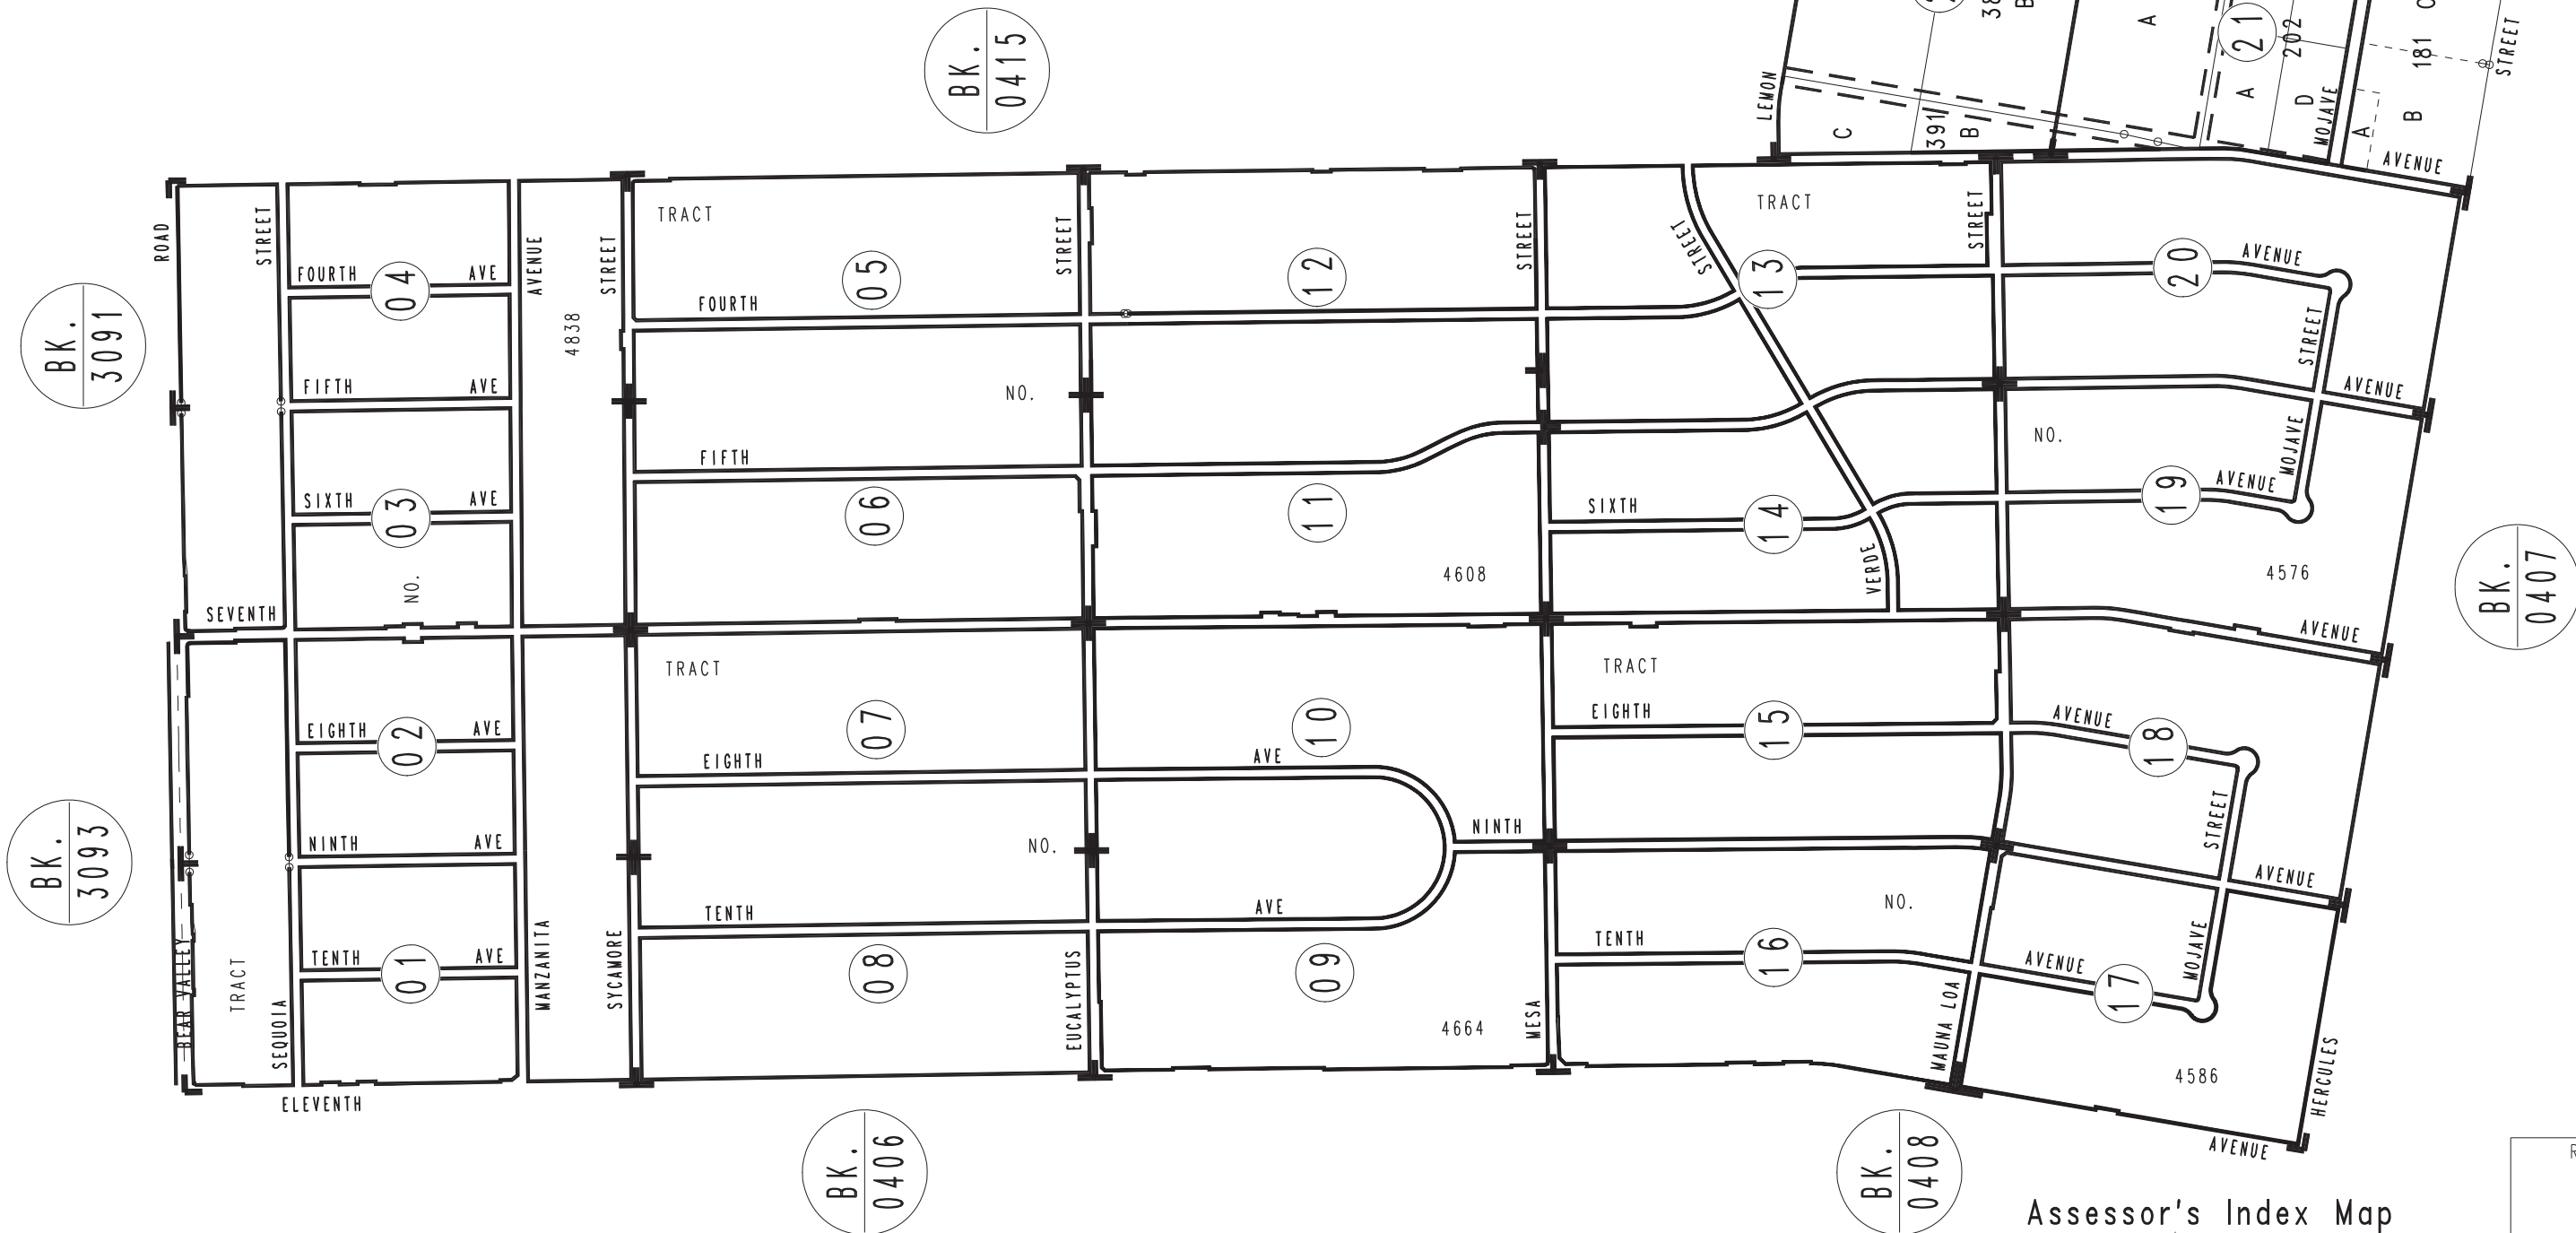 BK.
0415
BK.
3091
BK.
3093
BK.
0406
BK.
0408
BK.
0407
LEMON
C
391
B
38
B
A
21
202
A
D
MOJAVE
A
B
181
C
STREET
AVENUE
ROAD
STREET
AVENUE
STREET
STREET
STREET
STREET
STREET
TRACT
TRACT
FOURTH
04
AVE
FOURTH
05
12
13
20
AVENUE
4838
FIFTH
AVE
NO.
FIFTH
STREET
AVENUE
NO.
MOJAVE
SIXTH
03
AVE
06
11
SIXTH
14
19
AVENUE
NO.
4608
VERDE
4576
SEVENTH
AVENUE
TRACT
TRACT
EIGHTH
02
AVE
07
10
EIGHTH
15
AVENUE
18
EIGHTH
AVE
NINTH
AVE
NO.
NINTH
STREET
AVENUE
TENTH
AVE
NO.
TENTH
01
AVE
08
09
TENTH
16
AVENUE
17
MOJAVE
BEAR VALLEY
TRACT
SEQUOIA
MANZANITA
SYCAMORE
EUCALYPTUS
4664
MESA
MAUNA LOA
4586
HERCULES
ELEVENTH
AVENUE
Assessor's Index Map